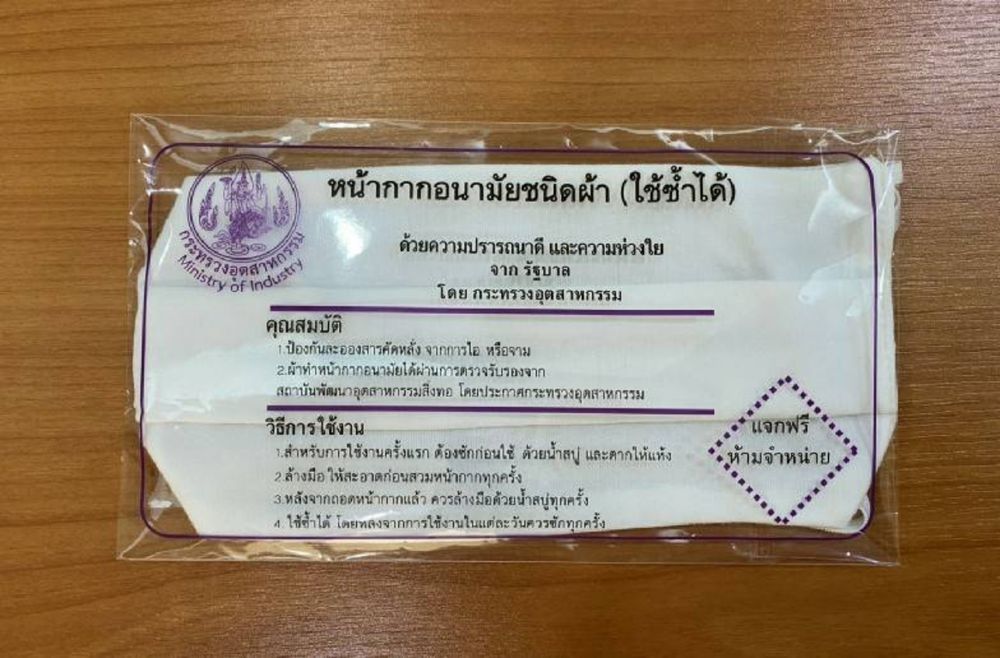 หน้ากากอนามัยชนิดผ้า (ใช้ซ้ำได้)
กระทรวงอุตสาหกรรม
Ministry of Industry
ด้วยความปรารถนาดี และความห่วงใย
จาก รัฐบาล
โดย กระทรวงอุตสาหกรรม
คุณสมบัติ
1.ป้องกันละอองสารคัดหลั่ง จากการไอ หรือจาม
2.ผ้าทำหน้ากากอนามัยได้ผ่านการตรวจรับรองจาก
สถาบันพัฒนาอุตสาหกรรมสิ่งทอ โดยประกาศกระทรวงอุตสาหกรรม
วิธีการใช้งาน
1.สำหรับการใช้งานครั้งแรก ต้องซักก่อนใช้ ด้วยน้ำสบู่ และตากให้แห้ง
2.ล้างมือ ให้สะอาดก่อนสวมหน้ากากทุกครั้ง
3.หลังจากถอดหน้ากากแล้ว ควรล้างมือด้วยน้ำสบู่ทุกครั้ง
4. ใช้ซ้ำได้ โดยหลังจากการใช้งานในแต่ละวันควรซักทุกครั้ง
แจกฟรี
ห้ามจำหน่าย